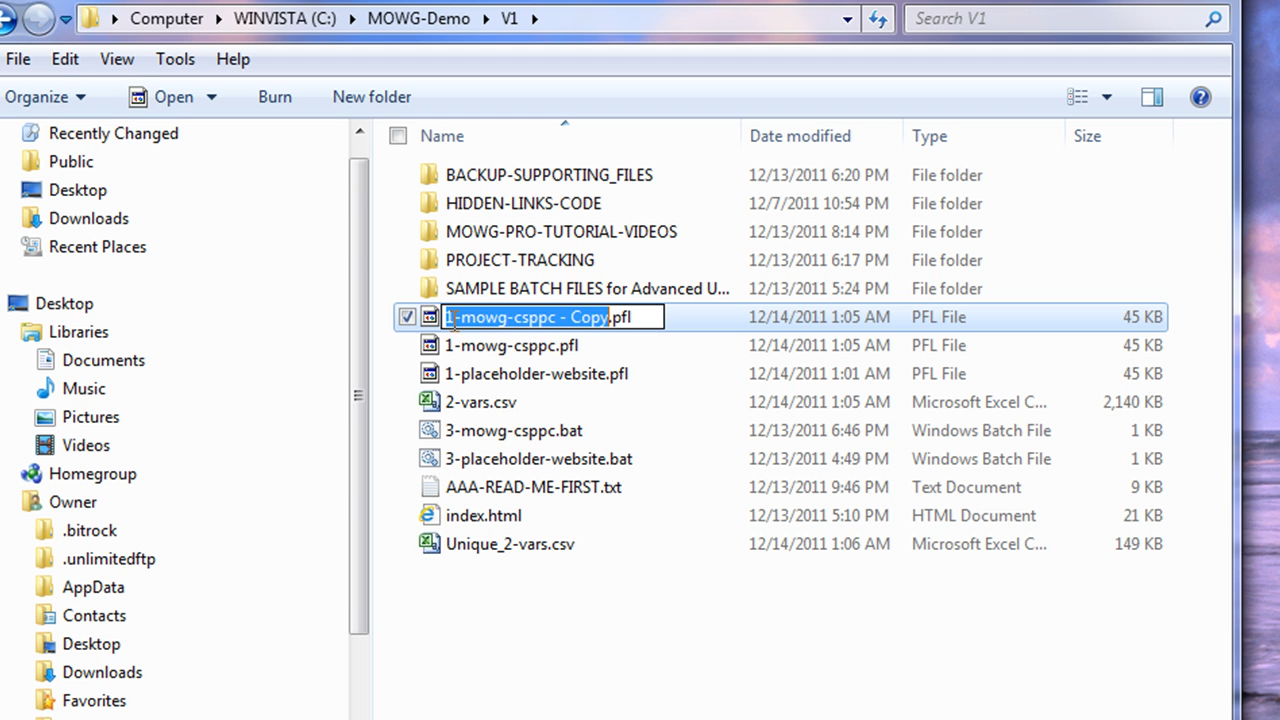 Computer WINVISTA (C:) MOWG-Demo V1 Search V1
File Edit View Tools Help
Organize Open Burn New folder
Recently Changed
Public
Desktop
Downloads
Recent Places
Desktop
Libraries
Documents
Music
Pictures
Videos
Homegroup
Owner
.bitrock
.unlimitedftp
AppData
Contacts
Desktop
Downloads
Favorites
Name Date modified Type Size
BACKUP-SUPPORTING_FILES 12/13/2011 6:20 PM File folder
HIDDEN-LINKS-CODE 12/7/2011 10:54 PM File folder
MOWG-PRO-TUTORIAL-VIDEOS 12/13/2011 8:14 PM File folder
PROJECT-TRACKING 12/13/2011 6:17 PM File folder
SAMPLE BATCH FILES for Advanced U... 12/13/2011 5:24 PM File folder
1-mowg-csppc - Copy.pfl 12/14/2011 1:05 AM PFL File 45 KB
1-mowg-csppc.pfl 12/14/2011 1:05 AM PFL File 45 KB
1-placeholder-website.pfl 12/14/2011 1:01 AM PFL File 45 KB
2-vars.csv 12/14/2011 1:05 AM Microsoft Excel C... 2,140 KB
3-mowg-csppc.bat 12/13/2011 6:46 PM Windows Batch File 1 KB
3-placeholder-website.bat 12/13/2011 4:49 PM Windows Batch File 1 KB
AAA-READ-ME-FIRST.txt 12/13/2011 9:46 PM Text Document 9 KB
index.html 12/13/2011 5:10 PM HTML Document 21 KB
Unique_2-vars.csv 12/14/2011 1:06 AM Microsoft Excel C... 149 KB